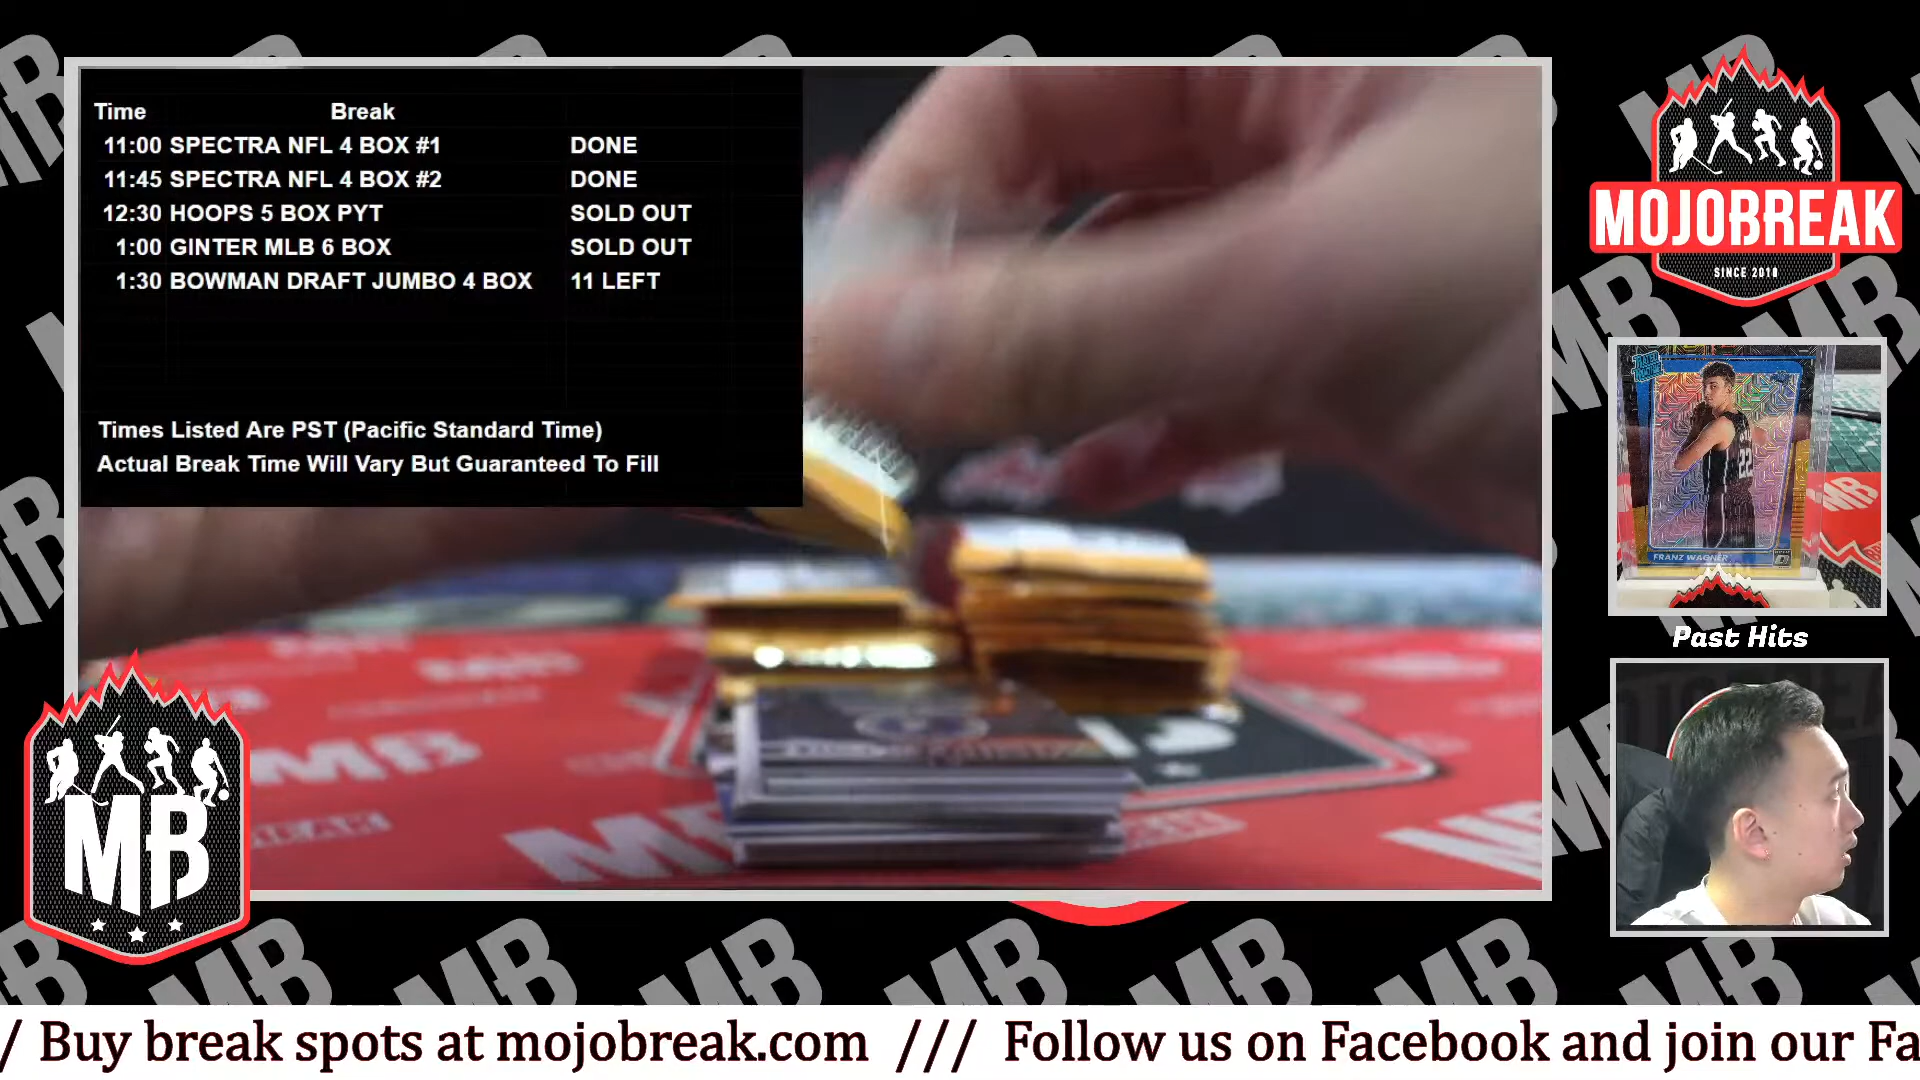 Time Break
11:00 SPECTRA NFL 4 BOX #1 DONE
11:45 SPECTRA NFL 4 BOX #2 DONE
12:30 HOOPS 5 BOX PYT SOLD OUT
1:00 GINTER MLB 6 BOX SOLD OUT
1:30 BOWMAN DRAFT JUMBO 4 BOX 11 LEFT
Times Listed Are PST (Pacific Standard Time)
Actual Break Time Will Vary But Guaranteed To Fill
MOJOBREAK
SINCE 2010
22
FRANZ WAGNER
Past Hits
MB
/ Buy break spots at mojobreak.com /// Follow us on Facebook and join our Fa